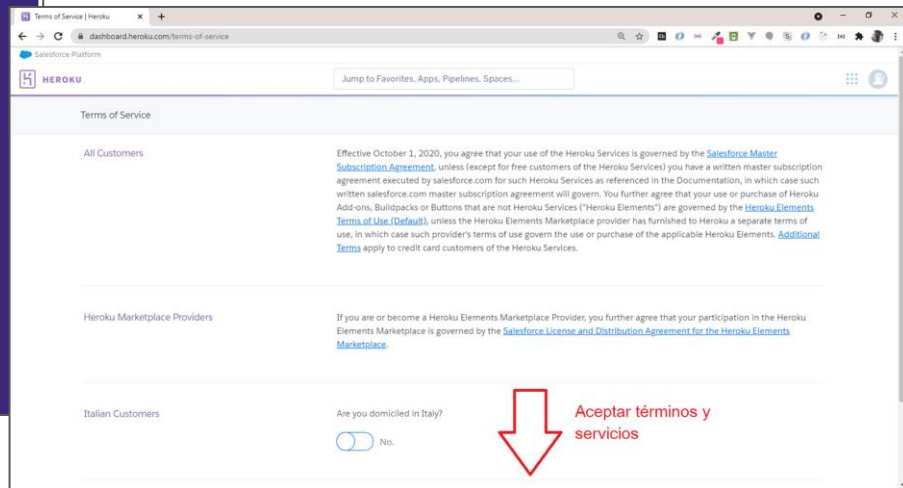 Terms of Service | Heroku
dashboard.heroku.com/terms-of-service
Salesforce Platform
HEROKU
Jump to Favorites, Apps, Pipelines, Spaces...
Terms of Service
All Customers
Effective October 1, 2020, you agree that your use of the Heroku Services is governed by the Salesforce Master
Subscription Agreement, unless (except for free customers of the Heroku Services) you have a written master subscription
agreement executed by salesforce.com for such Heroku Services as referenced in the Documentation, in which case such
written salesforce.com master subscription agreement will govern. You further agree that your use or purchase of Heroku
Add-ons, Buildpacks or Buttons that are not Heroku Services ("Heroku Elements") are governed by the Heroku Elements
Terms of Use (Default), unless the Heroku Elements Marketplace provider has furnished to Heroku a separate terms of
use, in which case such provider's terms of use govern the use or purchase of the applicable Heroku Elements. Additional
Terms apply to credit card customers of the Heroku Services.
Heroku Marketplace Providers
If you are or become a Heroku Elements Marketplace Provider, you further agree that your participation in the Heroku
Elements Marketplace is governed by the Salesforce License and Distribution Agreement for the Heroku Elements
Marketplace.
Italian Customers
Are you domiciled in Italy?
No.
Aceptar términos y
servicios